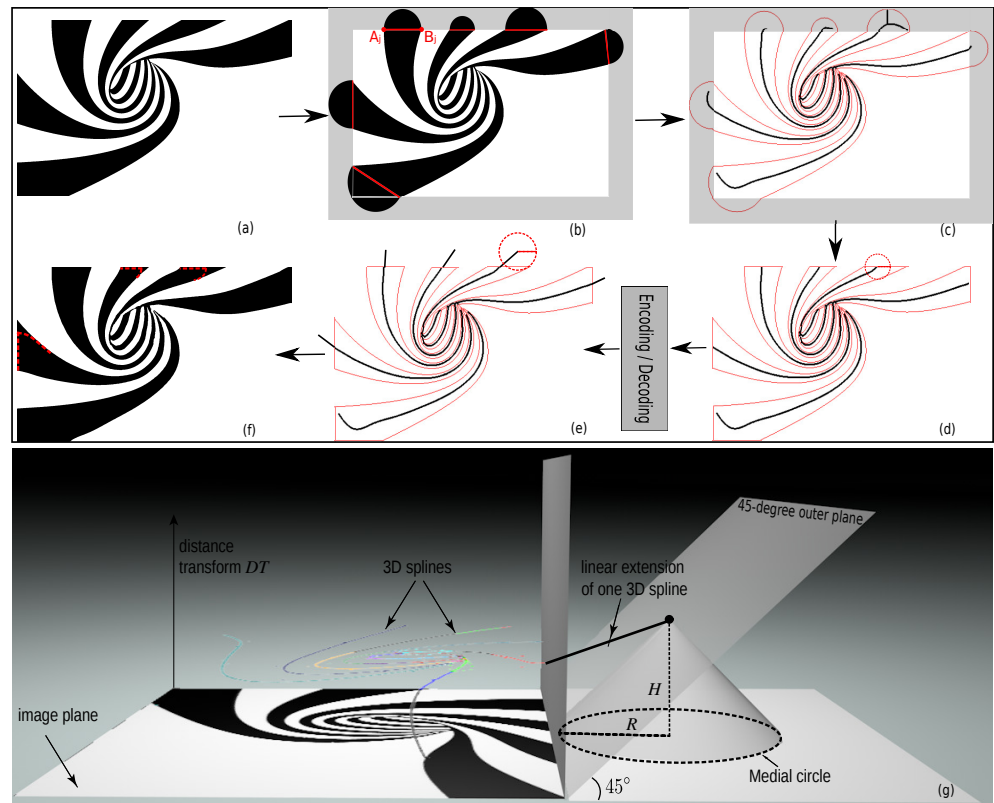 Aⱼ Bⱼ
(a)
(b)
(c)
Encoding / Decoding
(f)
(e)
(d)
45-degree outer plane
distance
transform DT
3D splines
linear extension
of one 3D spline
H
R
image plane
Medial circle
45°
(g)